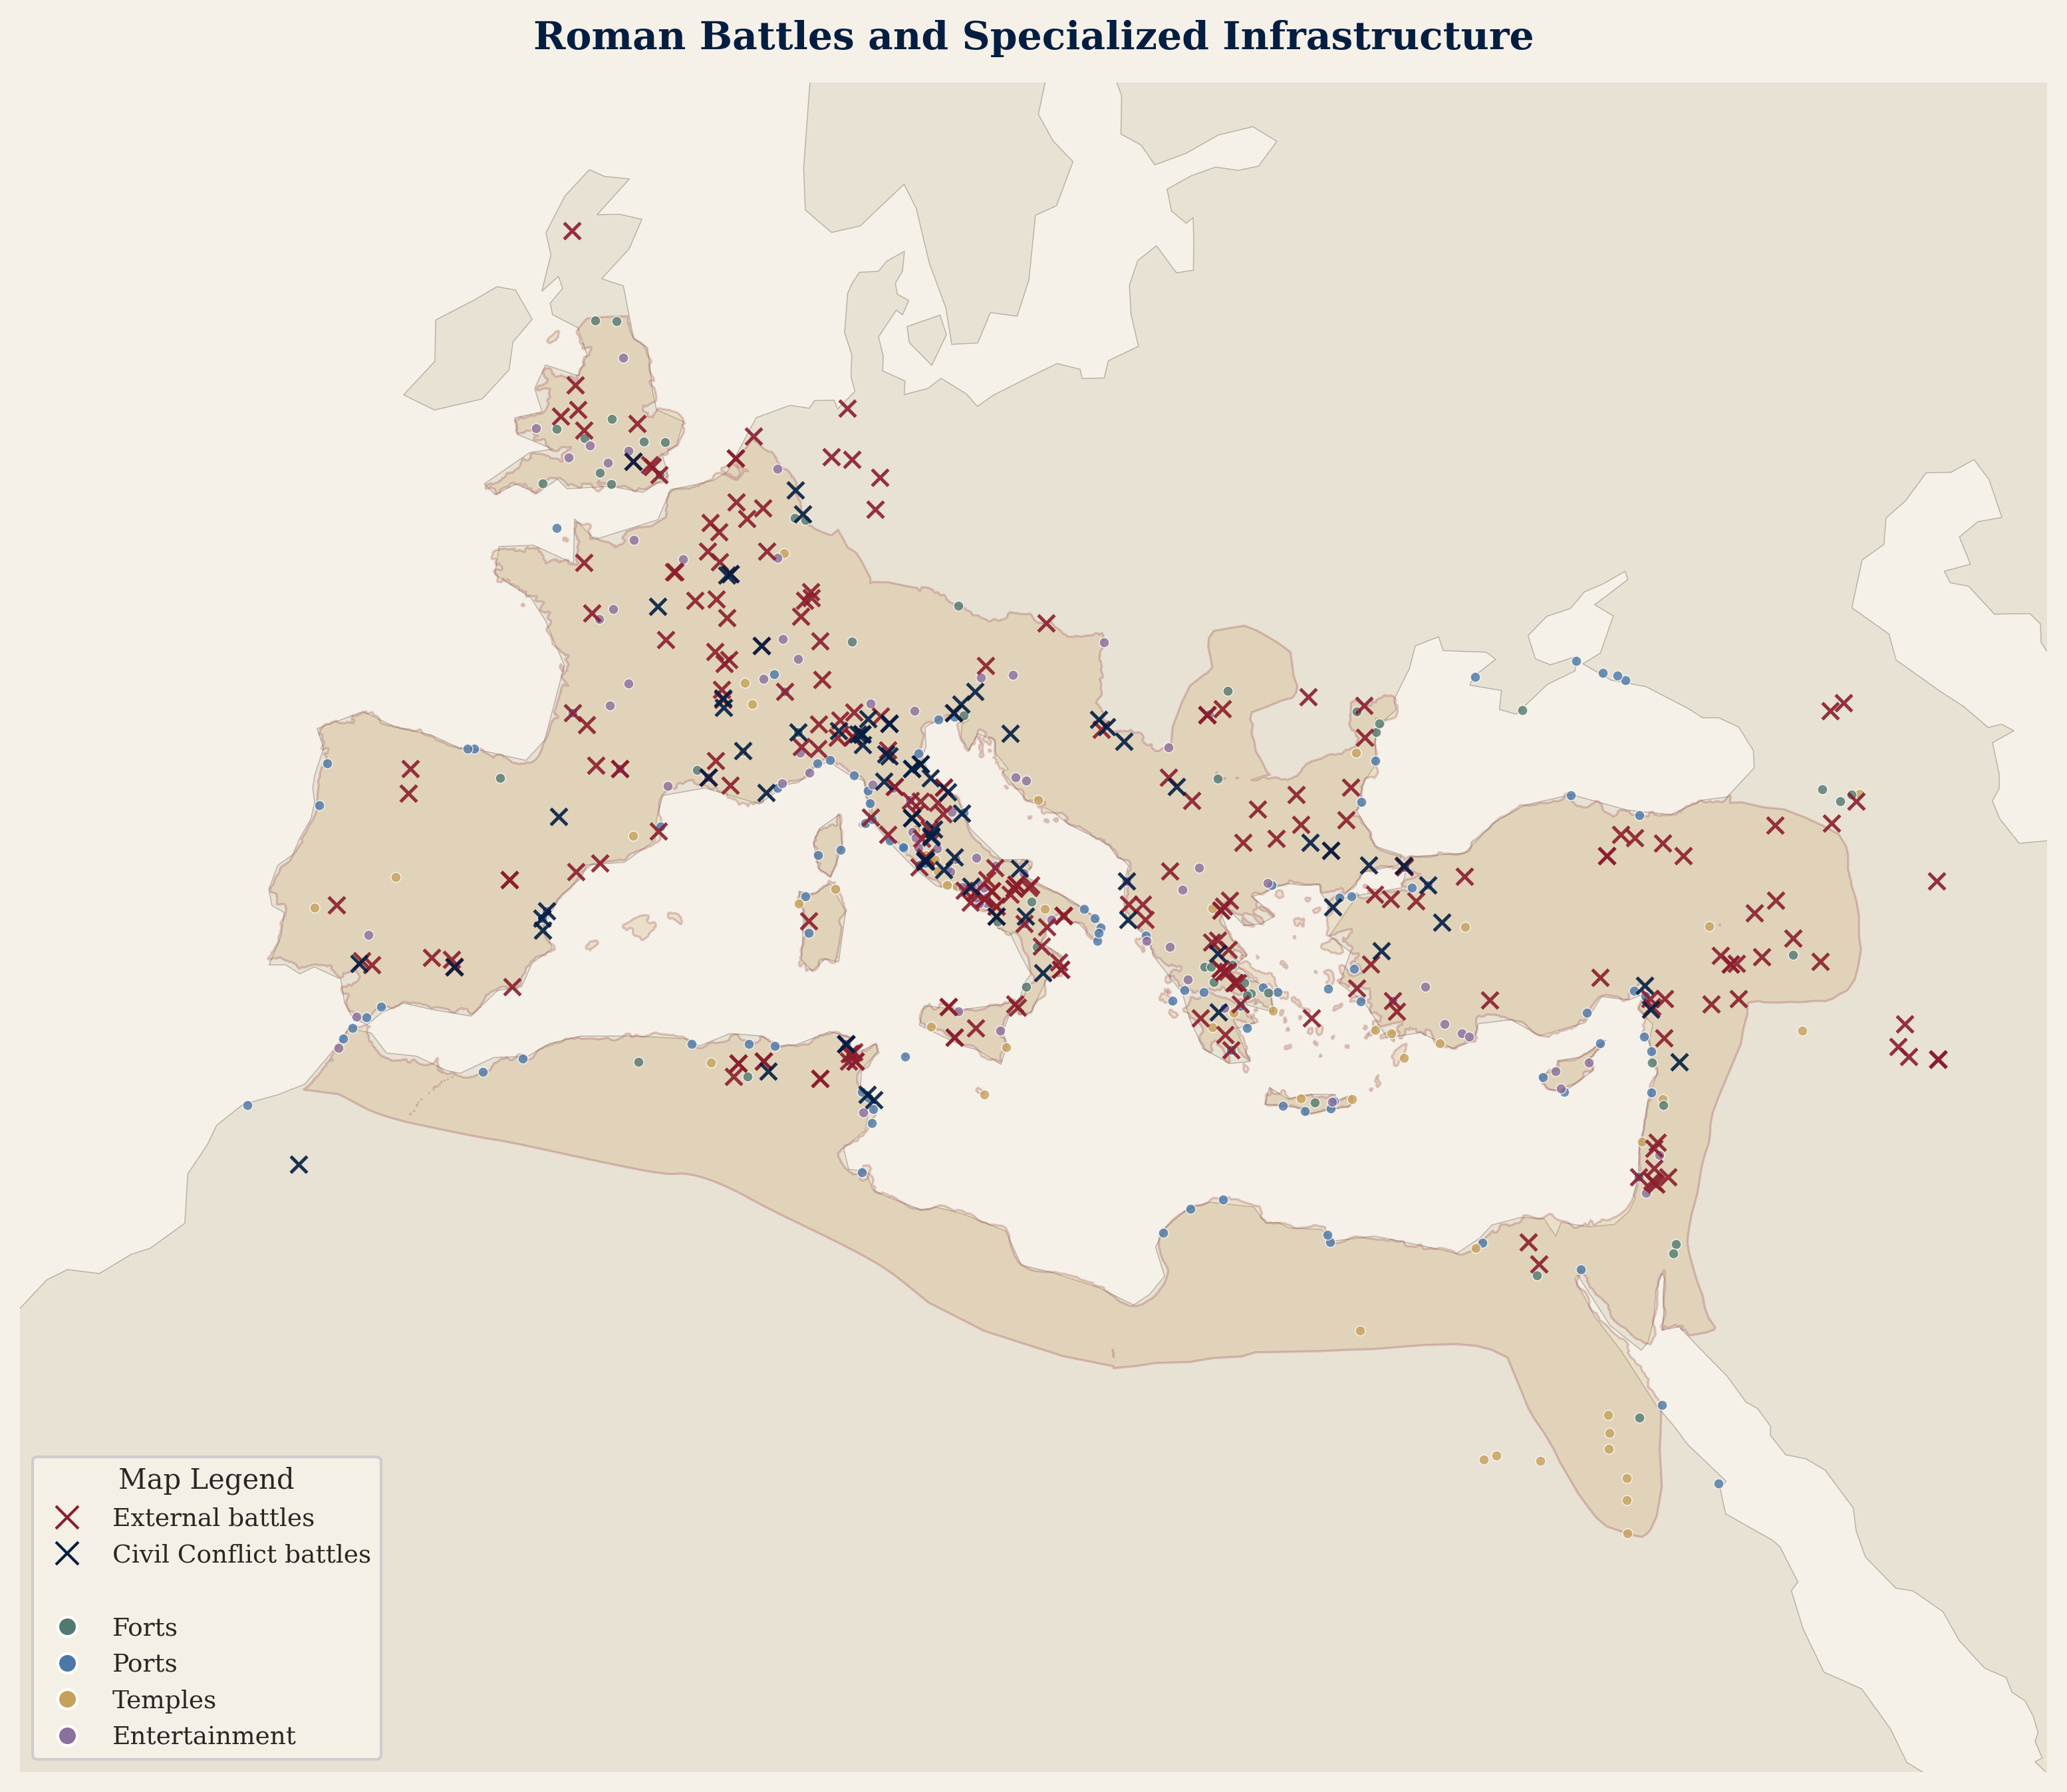 Roman Battles and Specialized Infrastructure
Map Legend
External battles
Civil Conflict battles
Forts
Ports
Temples
Entertainment